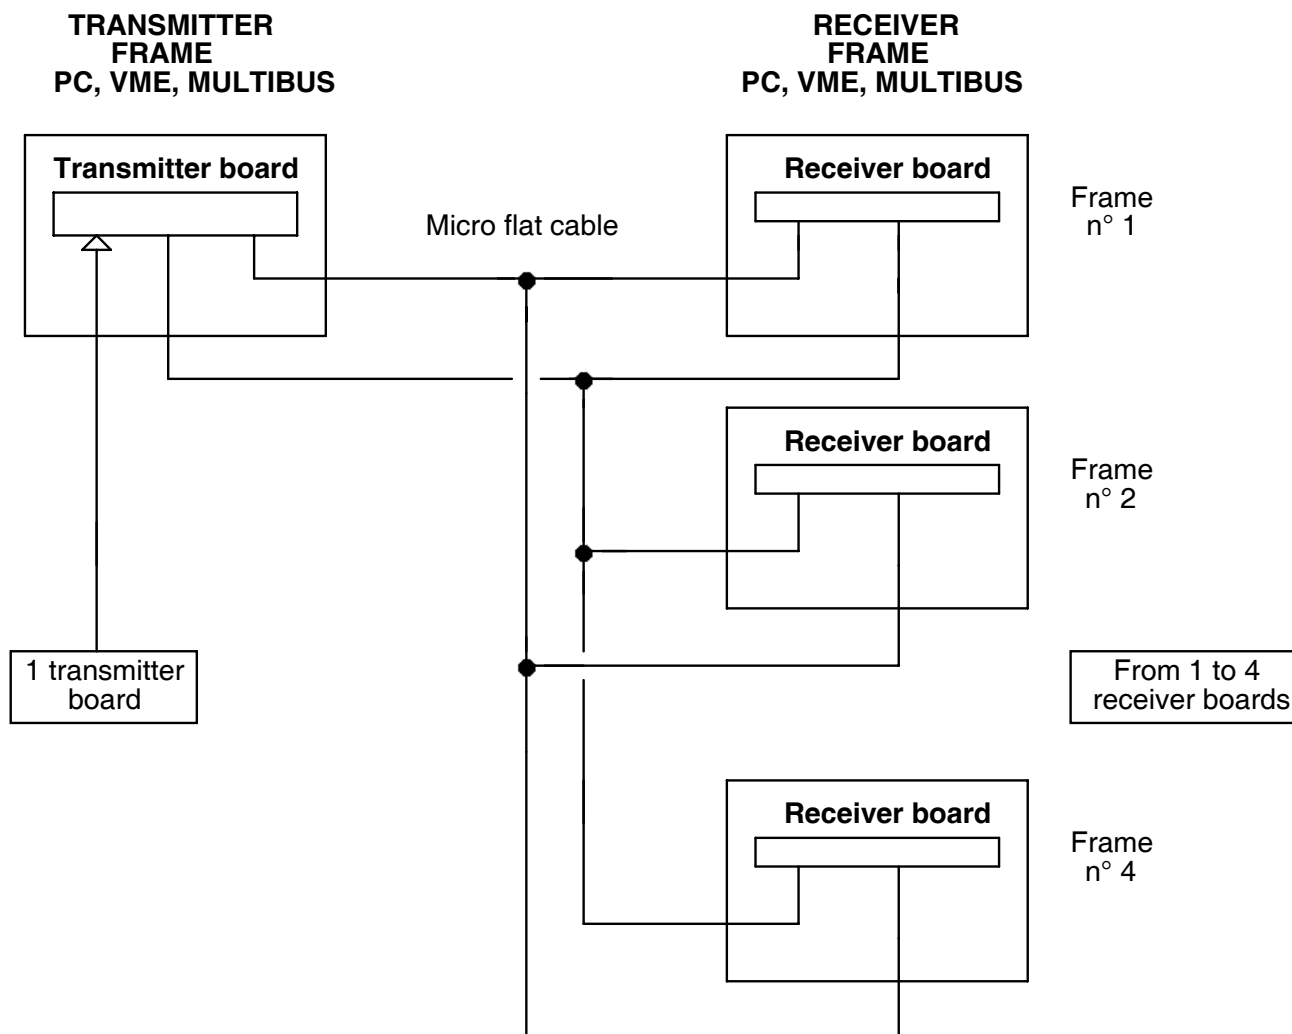 TRANSMITTER
FRAME
PC, VME, MULTIBUS
RECEIVER
FRAME
PC, VME, MULTIBUS
Transmitter board
Micro flat cable
Receiver board
Frame
n° 1
Receiver board
Frame
n° 2
1 transmitter
board
From 1 to 4
receiver boards
Receiver board
Frame
n° 4